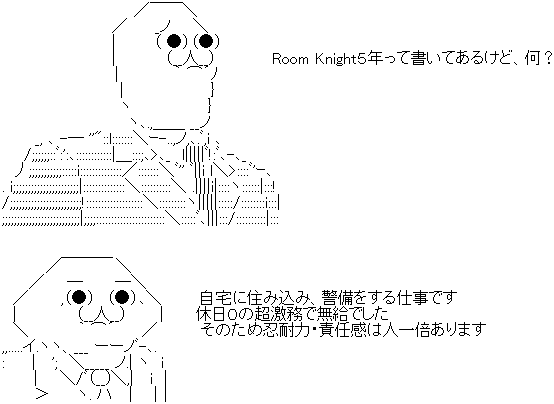 Room Knight5年って書いてあるけど、何？
自宅に住み込み、警備をする仕事です
休日0の超激務で無給でした
そのため忍耐力・責任感は人一倍あります